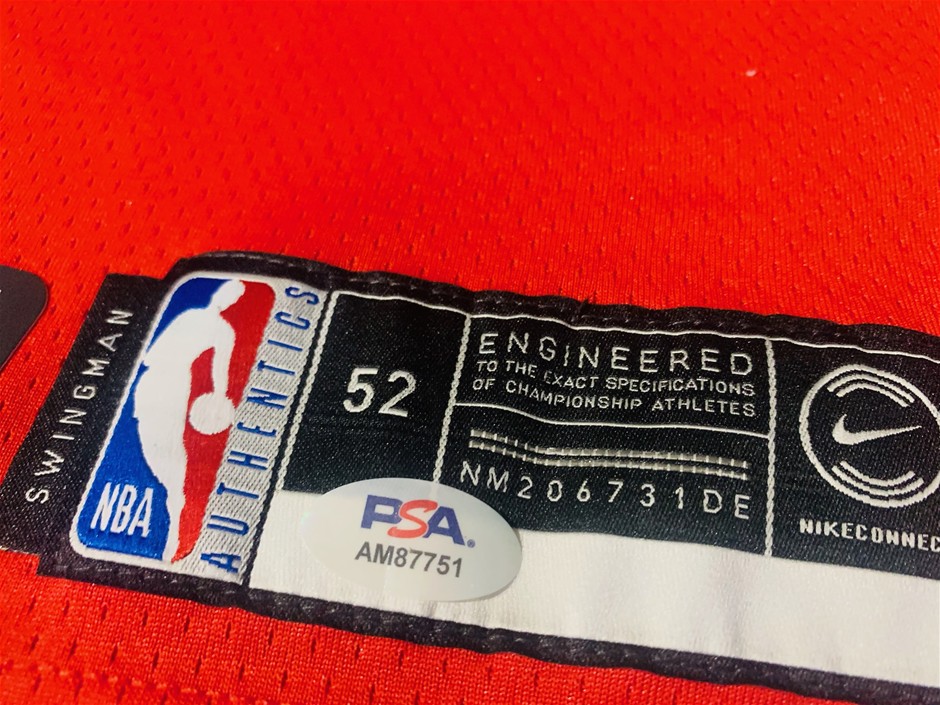 SWINGMAN
NBA
AUTHENTICS
52
ENGINEERED
TO THE EXACT SPECIFICATIONS
OF CHAMPIONSHIP ATHLETES
NM206731DE
NIKECONNEC
PSA®
AM87751